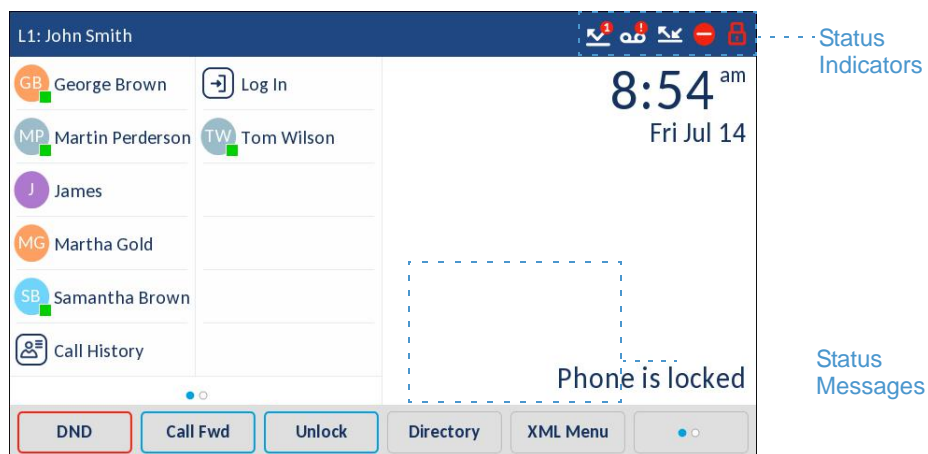 L1: John Smith
1
!
Status
Indicators
GB George Brown
Log In
8:54 am
MP Martin Perderson
TW Tom Wilson
Fri Jul 14
J James
MG Martha Gold
SB Samantha Brown
Call History
Phone is locked
Status
Messages
DND
Call Fwd
Unlock
Directory
XML Menu